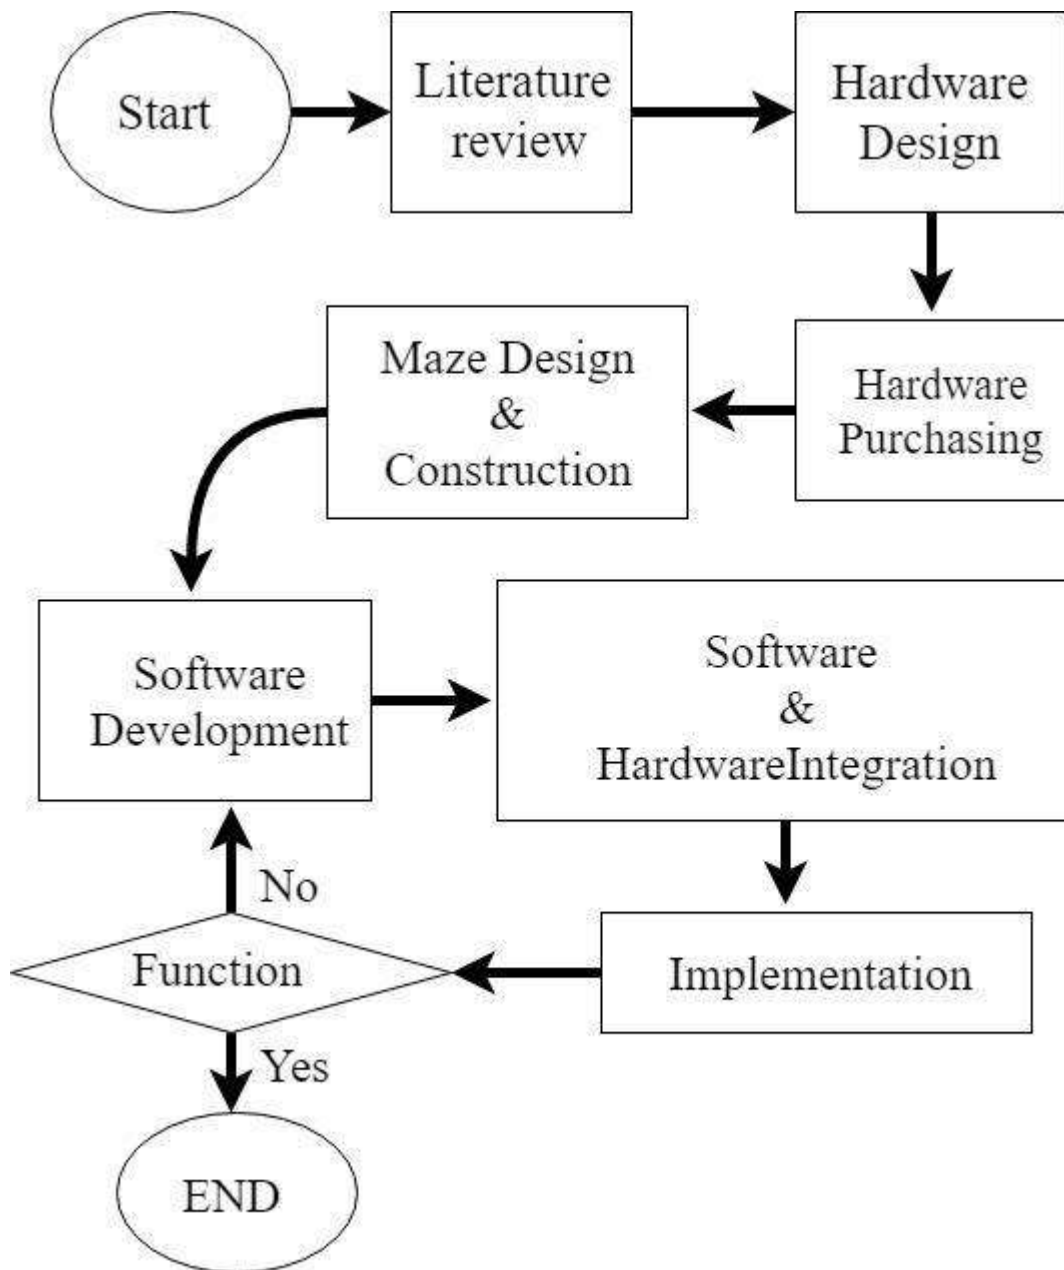 Start
Literature
review
Hardware
Design
Hardware
Purchasing
Maze Design
&
Construction
Software
Development
Software
&
HardwareIntegration
Implementation
Function
No
Yes
END